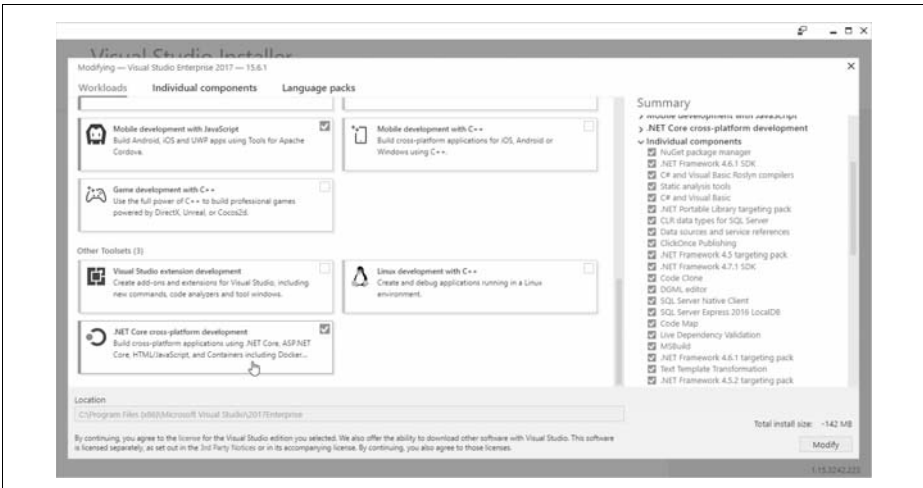 Visual Studio Installer
Modifying — Visual Studio Enterprise 2017 — 15.6.1
Workloads Individual components Language packs
Mobile development with JavaScript
Build Android, iOS and UWP apps using Tools for Apache
Cordova.
Mobile development with C++
Build cross-platform applications for iOS, Android or
Windows using C++.
Game development with C++
Use the full power of C++ to build professional games
powered by DirectX, Unreal, or Cocos2d.
Other Toolsets (3)
Visual Studio extension development
Create add-ons and extensions for Visual Studio, including
new commands, code analyzers and tool windows.
Linux development with C++
Create and debug applications running in a Linux
environment.
.NET Core cross-platform development
Build cross-platform applications using .NET Core, ASP.NET
Core, HTML/JavaScript, and Containers including Docker...
Summary
Mobile development with JavaScript
.NET Core cross-platform development
Individual components
NuGet package manager
.NET Framework 4.6.1 SDK
C# and Visual Basic Roslyn compilers
Static analysis tools
C# and Visual Basic
.NET Portable Library targeting pack
CLR data types for SQL Server
Data sources and service references
ClickOnce Publishing
.NET Framework 4.5 targeting pack
.NET Framework 4.7.1 SDK
Code Clone
DGML editor
SQL Server Native Client
SQL Server Express 2016 LocalDB
Code Map
Live Dependency Validation
MSBuild
.NET Framework 4.6.1 targeting pack
Text Template Transformation
.NET Framework 4.5.2 targeting pack
Location
C:\Program Files (x86)\Microsoft Visual Studio\2017\Enterprise
By continuing, you agree to the license for the Visual Studio edition you selected. We also offer the ability to download other software with Visual Studio. This software
is licensed separately, as set out in the 3rd Party Notices or in its accompanying license. By continuing, you also agree to those licenses.
Total install size: -142 MB
Modify
1.15.3242.223